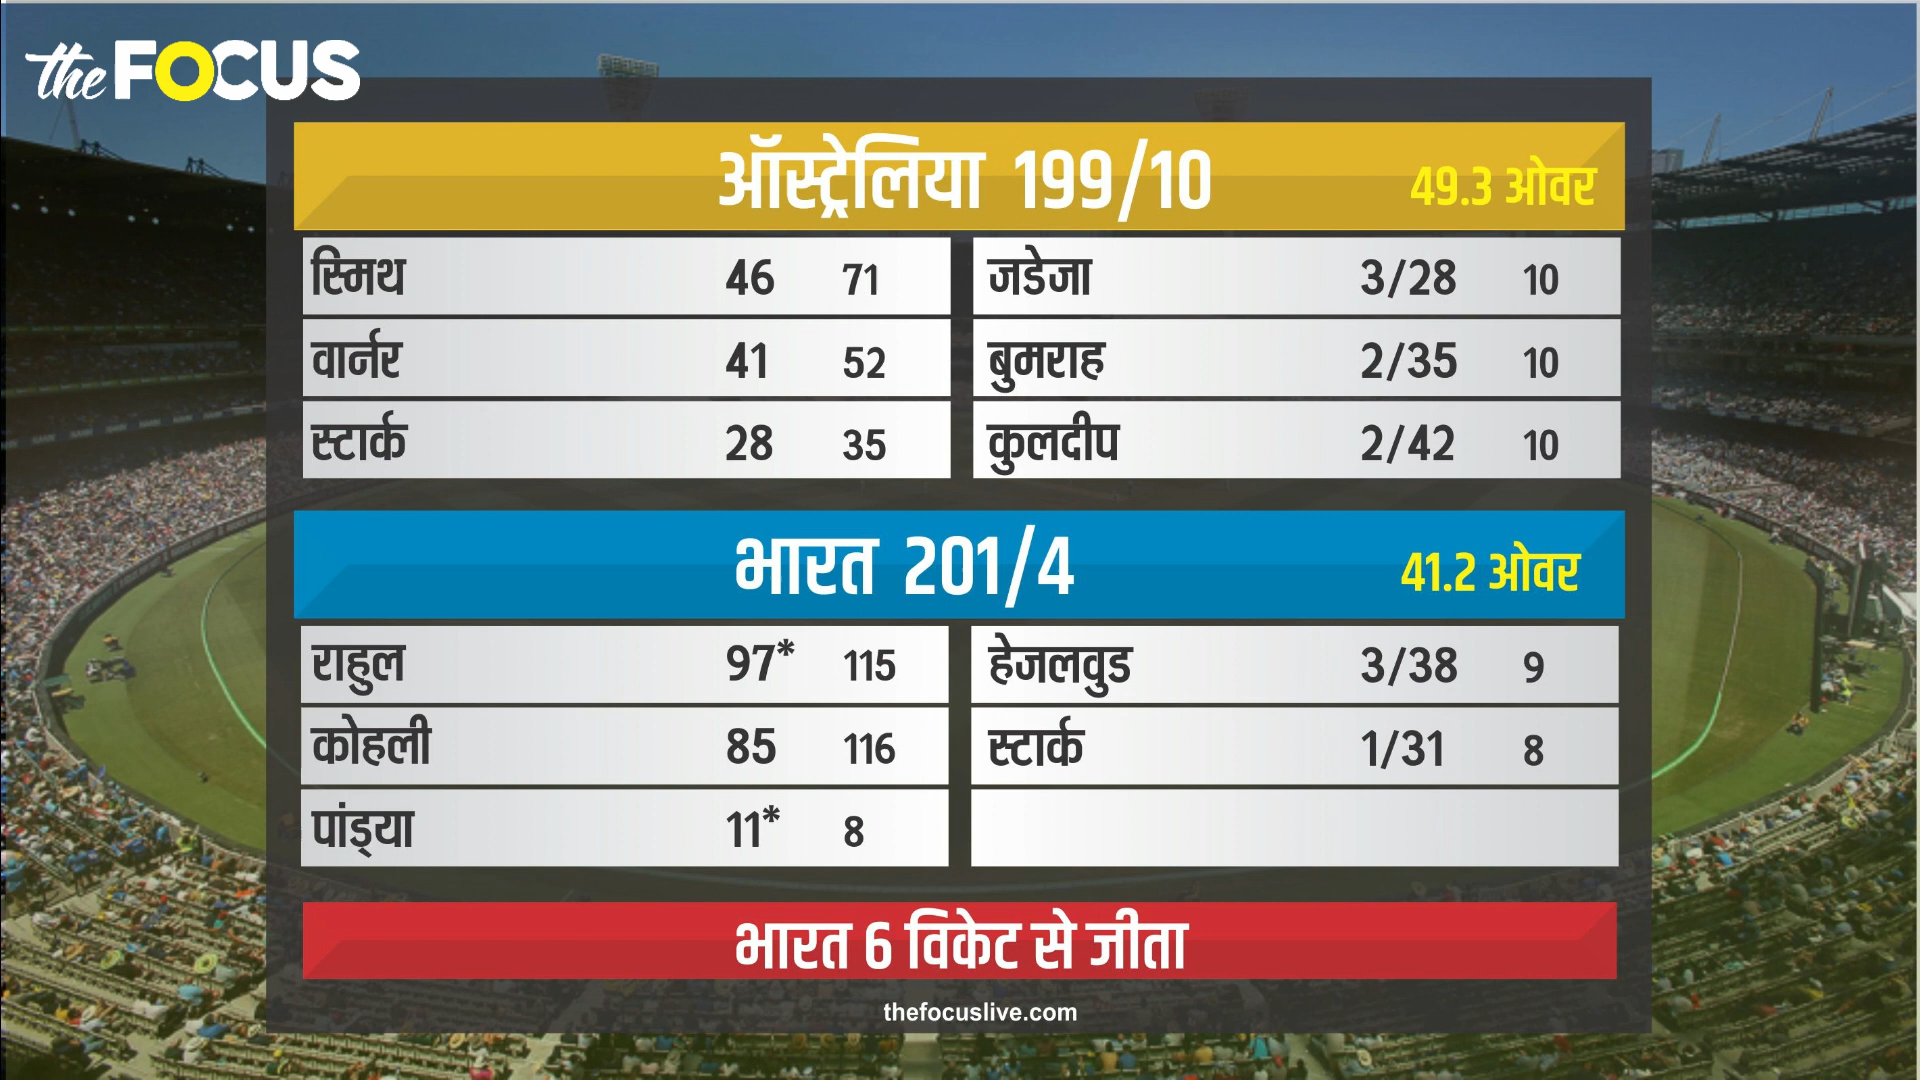 the FOCUS
ऑस्ट्रेलिया 199/10 49.3 ओवर
स्मिथ 46 71 जडेजा 3/28 10
वार्नर 41 52 बुमराह 2/35 10
स्टार्क 28 35 कुलदीप 2/42 10
भारत 201/4 41.2 ओवर
राहुल 97* 115 हेजलवुड 3/38 9
कोहली 85 116 स्टार्क 1/31 8
पांड्या 11* 8
भारत 6 विकेट से जीता
thefocuslive.com